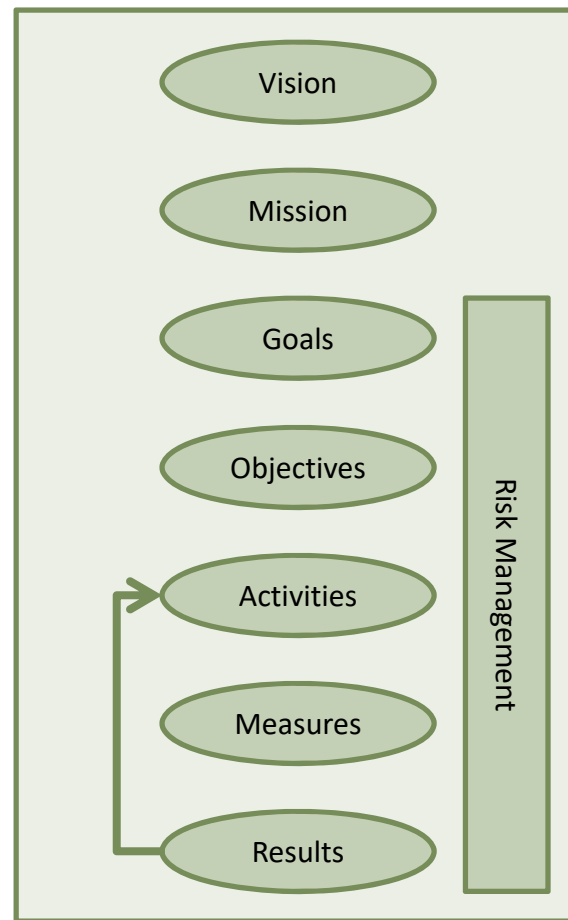 Vision
Mission
Goals
Objectives
Activities
Measures
Results
Risk Management